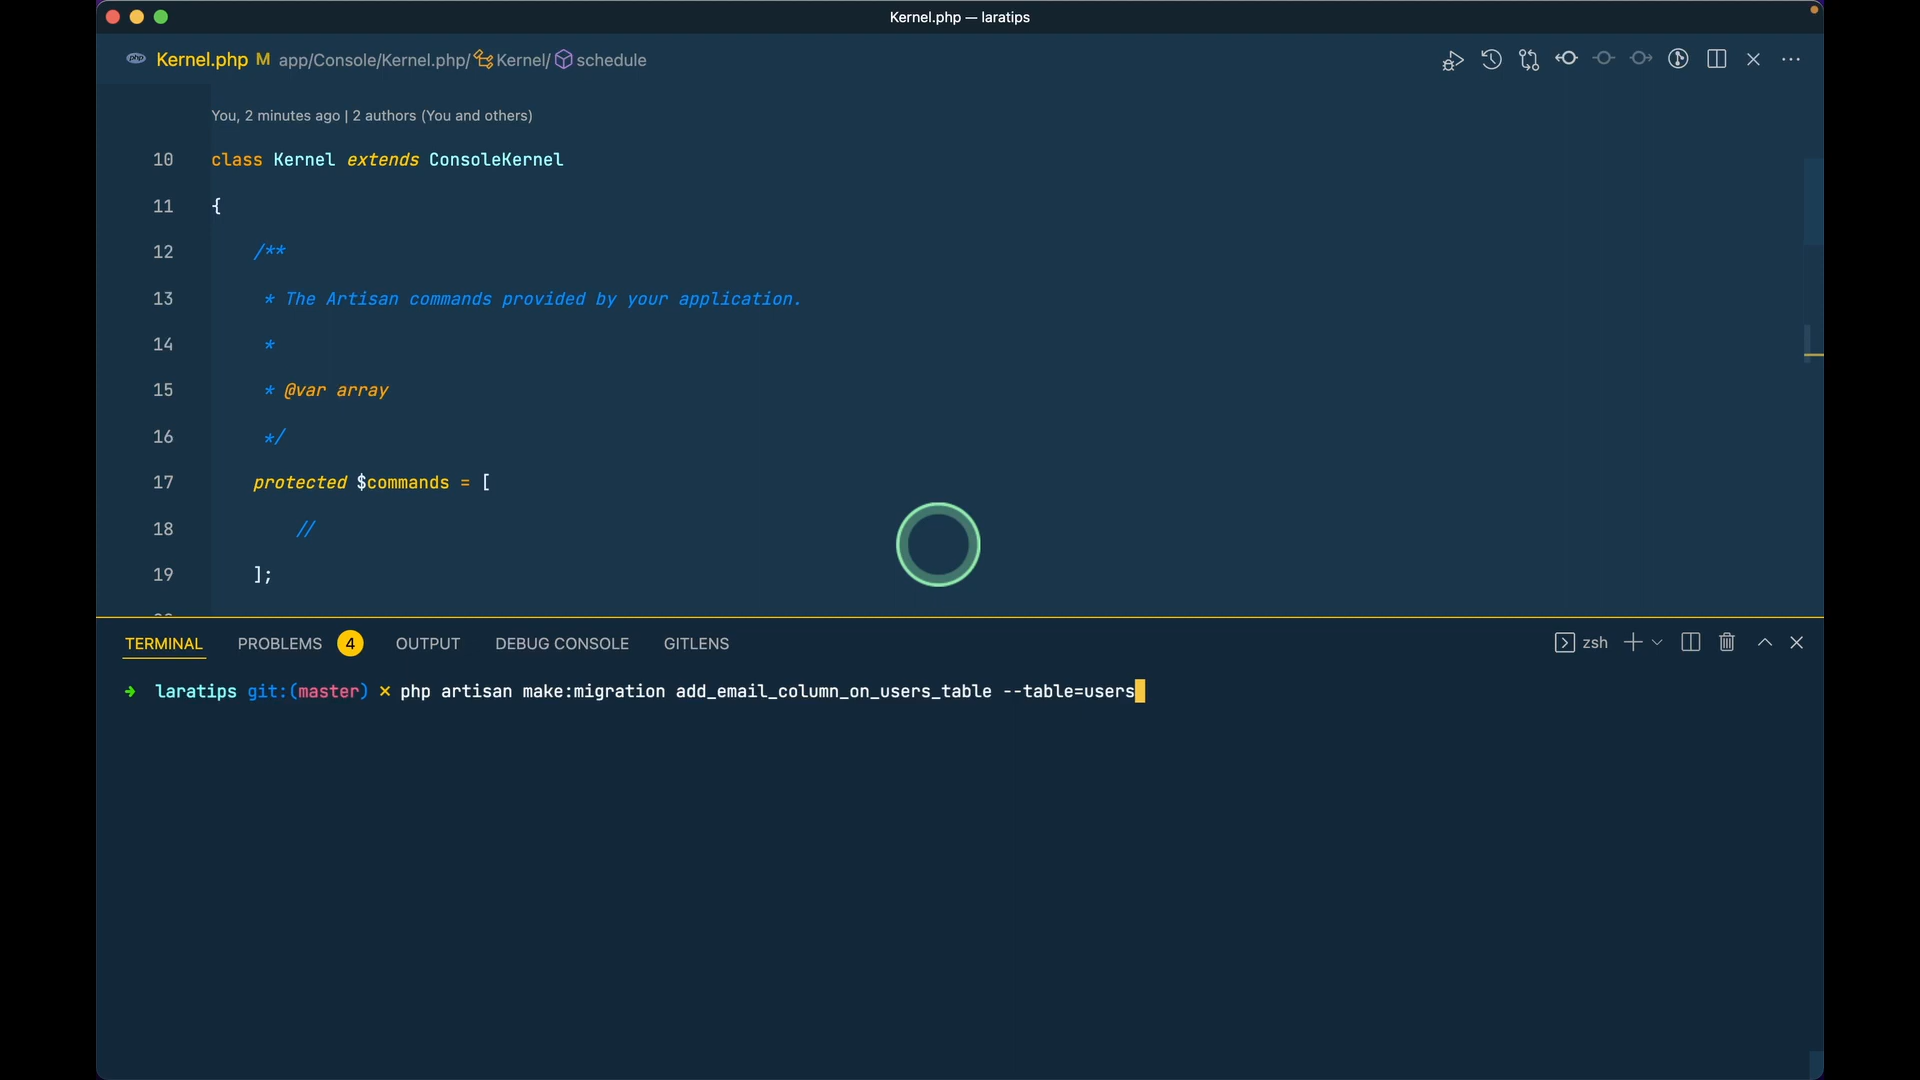 Kernel.php — laratips
php Kernel.php M app/Console/Kernel.php/ Kernel/ schedule
You, 2 minutes ago | 2 authors (You and others)
10 class Kernel extends ConsoleKernel
11 {
12 /**
13 * The Artisan commands provided by your application.
14 *
15 * @var array
16 */
17 protected $commands = [
18 //
19 ];
TERMINAL PROBLEMS 4 OUTPUT DEBUG CONSOLE GITLENS zsh
➜ laratips git:(master) ✗ php artisan make:migration add_email_column_on_users_table --table=users